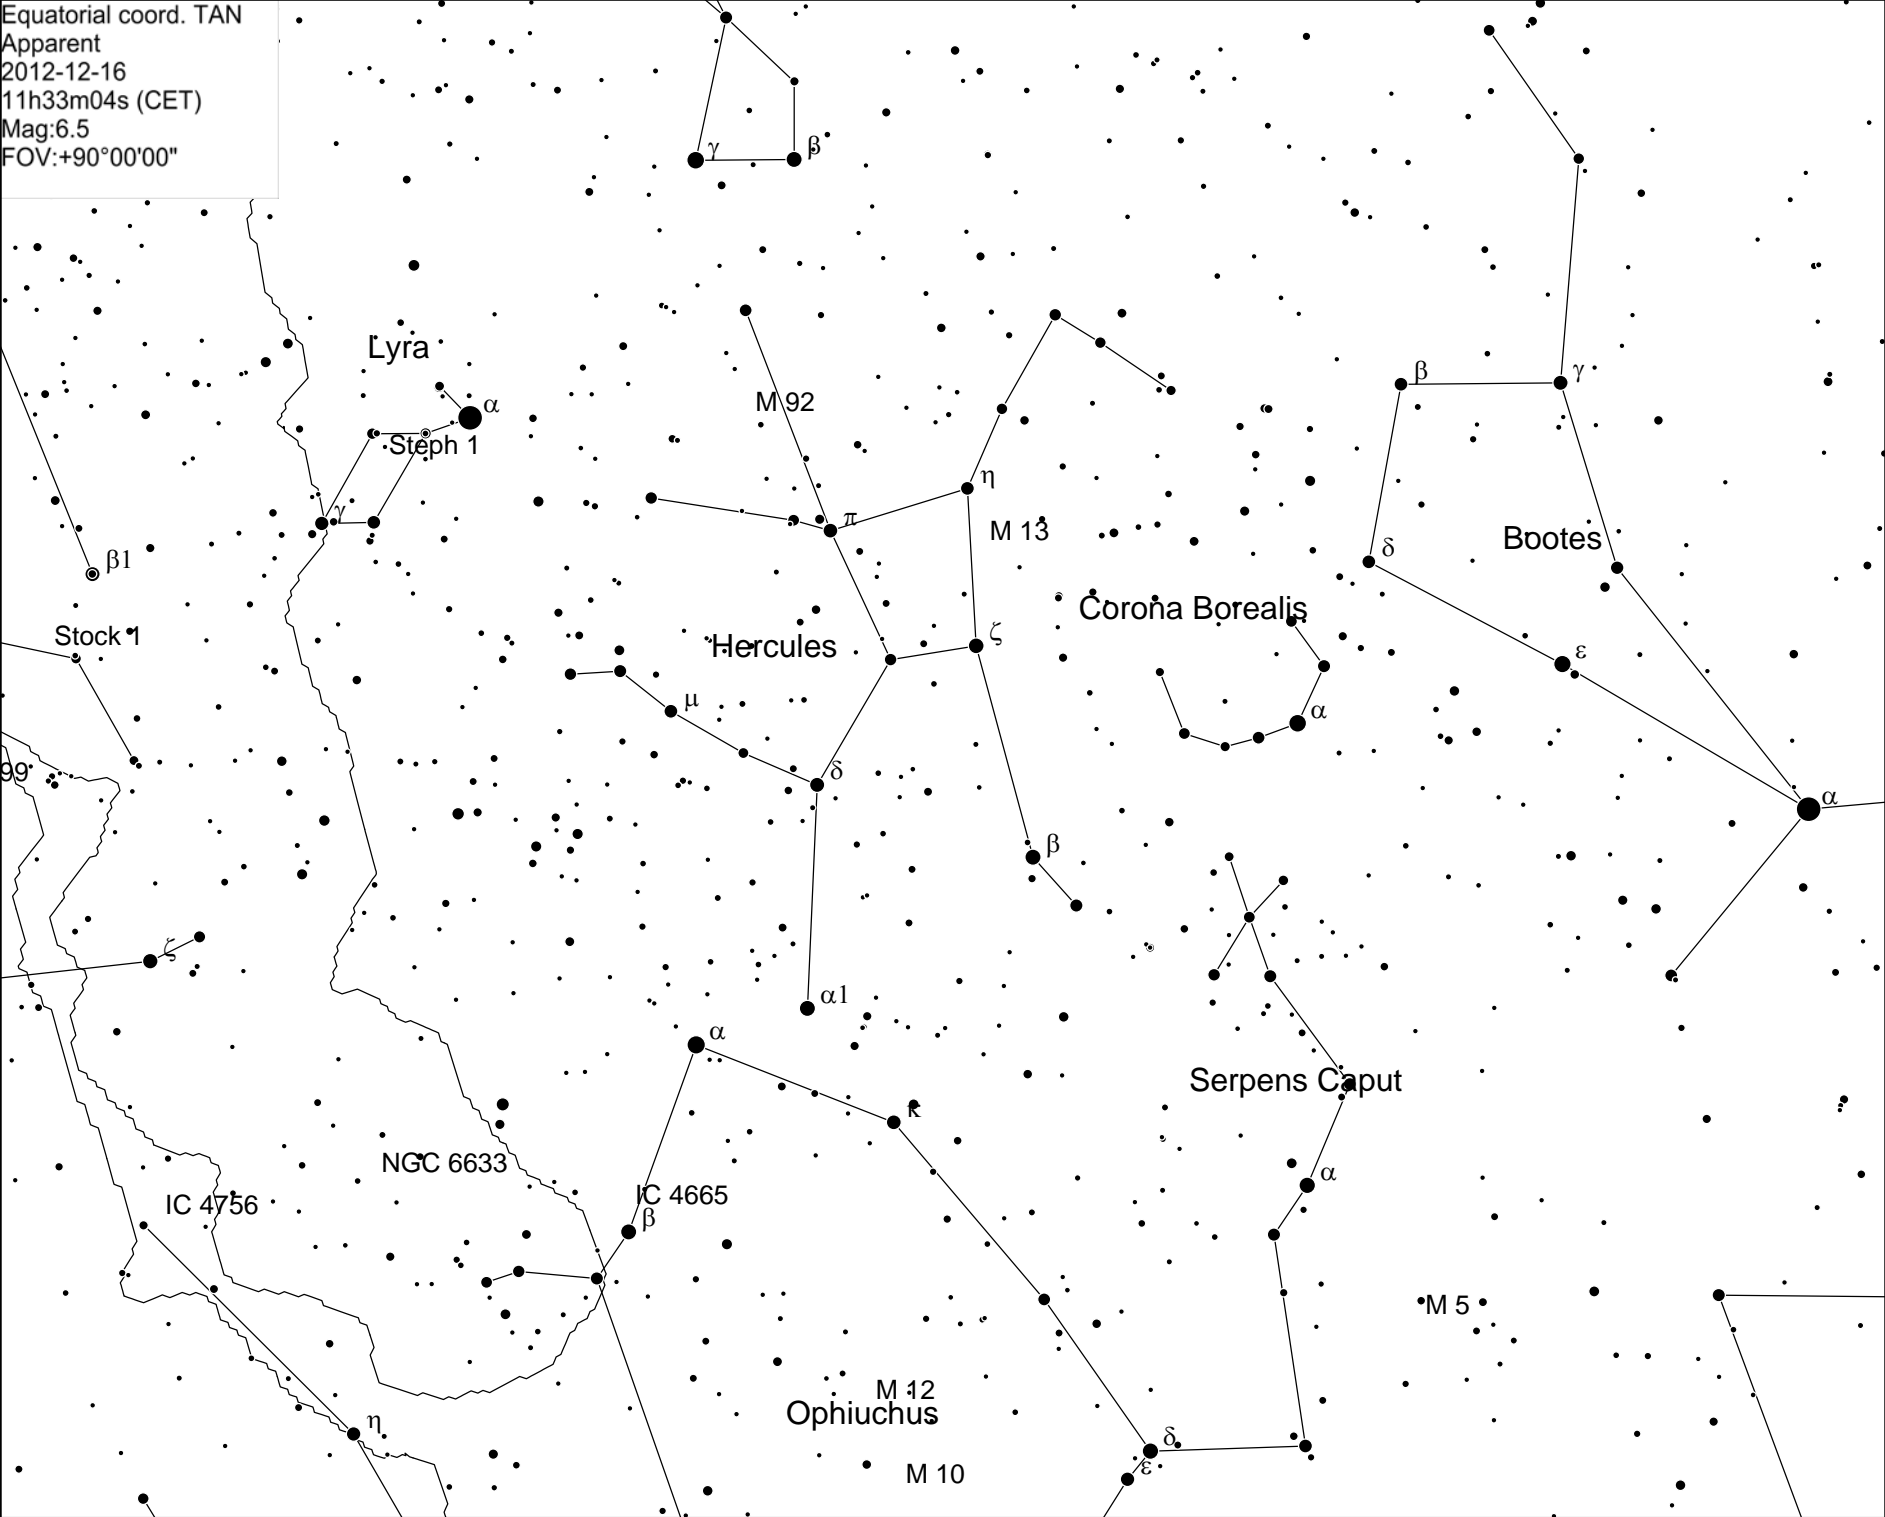 Equatorial coord. TAN
Apparent
2012-12-16
11h33m04s (CET)
Mag:6.5
FOV:+90°00'00"
γ
β
Lyra
α
M 92
β
γ
Steph 1
η
γ
π
M 13
Bootes
δ
β1
Corona Borealis
Stock 1
Hercules
ζ
ε
μ
α
99
δ
α
β
ζ
α1
α
Serpens Caput
κ
NGC 6633
α
IC 4756
IC 4665
β
M 5
M 12
Ophiuchus
η
δ
ε
M 10